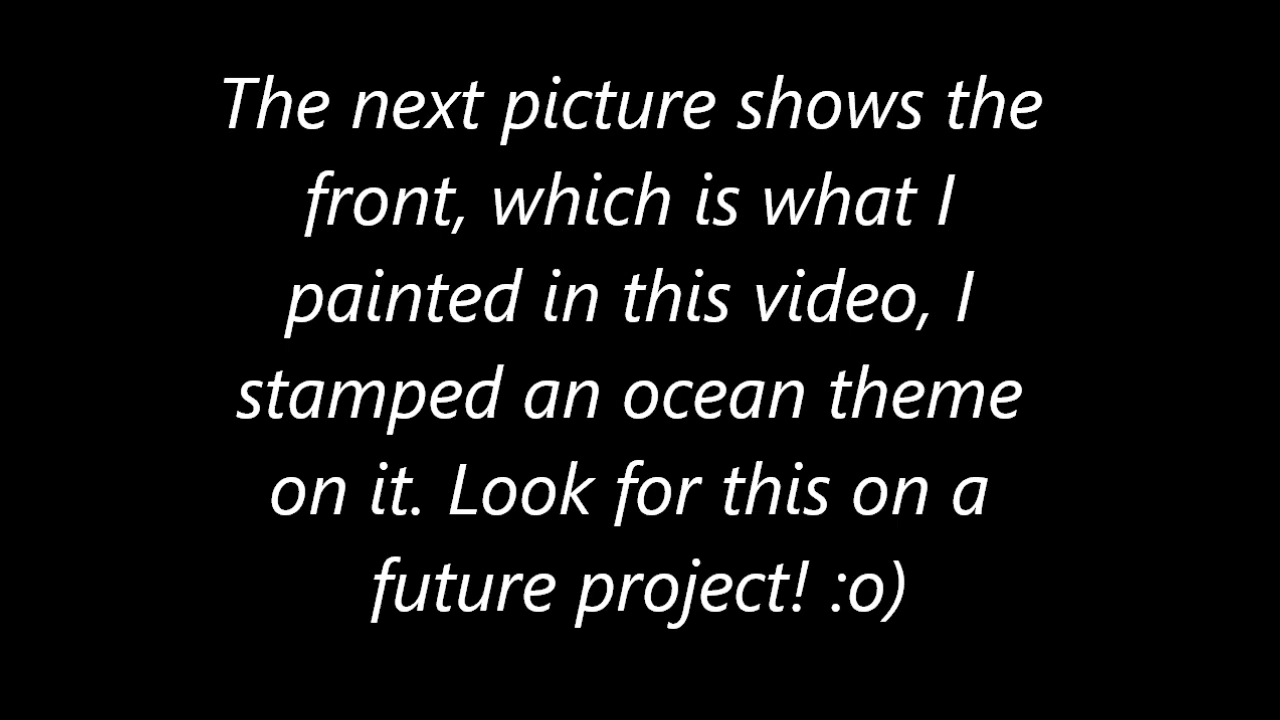 The next picture shows the
front, which is what I
painted in this video, I
stamped an ocean theme
on it. Look for this on a
future project! :o)